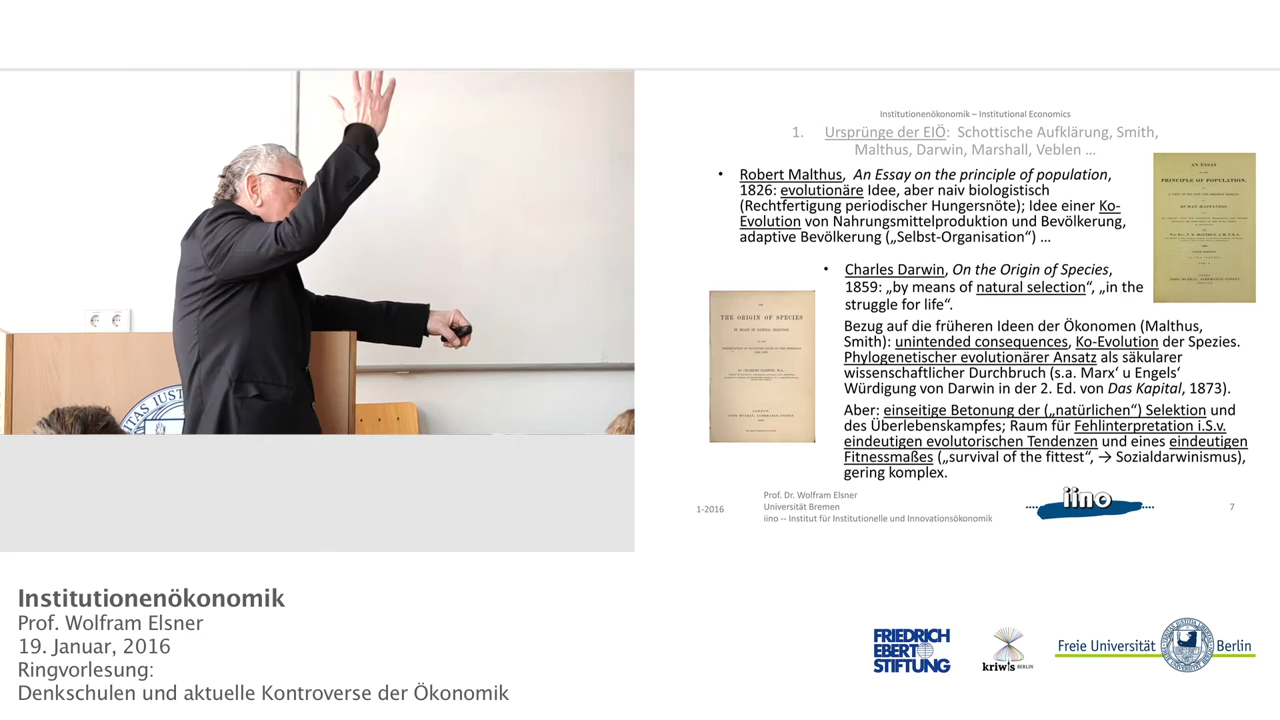 Institutionenökonomik – Institutional Economics
1. Ursprünge der EIÖ: Schottische Aufklärung, Smith,
Malthus, Darwin, Marshall, Veblen ...
• Robert Malthus, An Essay on the principle of population,
1826: evolutionäre Idee, aber naiv biologistisch
(Rechtfertigung periodischer Hungersnöte); Idee einer Ko-
Evolution von Nahrungsmittelproduktion und Bevölkerung,
adaptive Bevölkerung („Selbst-Organisation“) ...
AN ESSAY
PRINCIPLE OF POPULATION,
HUMAN HAPPINESS,
• Charles Darwin, On the Origin of Species,
1859: „by means of natural selection“, „in the
struggle for life“.
THE ORIGIN OF SPECIES
BY CHARLES DARWIN, M.A.,
LONDON:
Bezug auf die früheren Ideen der Ökonomen (Malthus,
Smith): unintended consequences, Ko-Evolution der Spezies.
Phylogenetischer evolutionärer Ansatz als säkularer
wissenschaftlicher Durchbruch (s.a. Marx‘ u Engels‘
Würdigung von Darwin in der 2. Ed. von Das Kapital, 1873).
Aber: einseitige Betonung der („natürlichen“) Selektion und
des Überlebenskampfes; Raum für Fehlinterpretation i.S.v.
eindeutigen evolutorischen Tendenzen und eines eindeutigen
Fitnessmaßes („survival of the fittest“, → Sozialdarwinismus),
gering komplex.
1-2016
Prof. Dr. Wolfram Elsner
Universität Bremen
iino -- Institut für Institutionelle und Innovationsökonomik
iino
7
Institutionenökonomik
Prof. Wolfram Elsner
19. Januar, 2016
Ringvorlesung:
Denkschulen und aktuelle Kontroverse der Ökonomik
FRIEDRICH
EBERT
STIFTUNG
kriwis BERLIN
Freie Universität Berlin